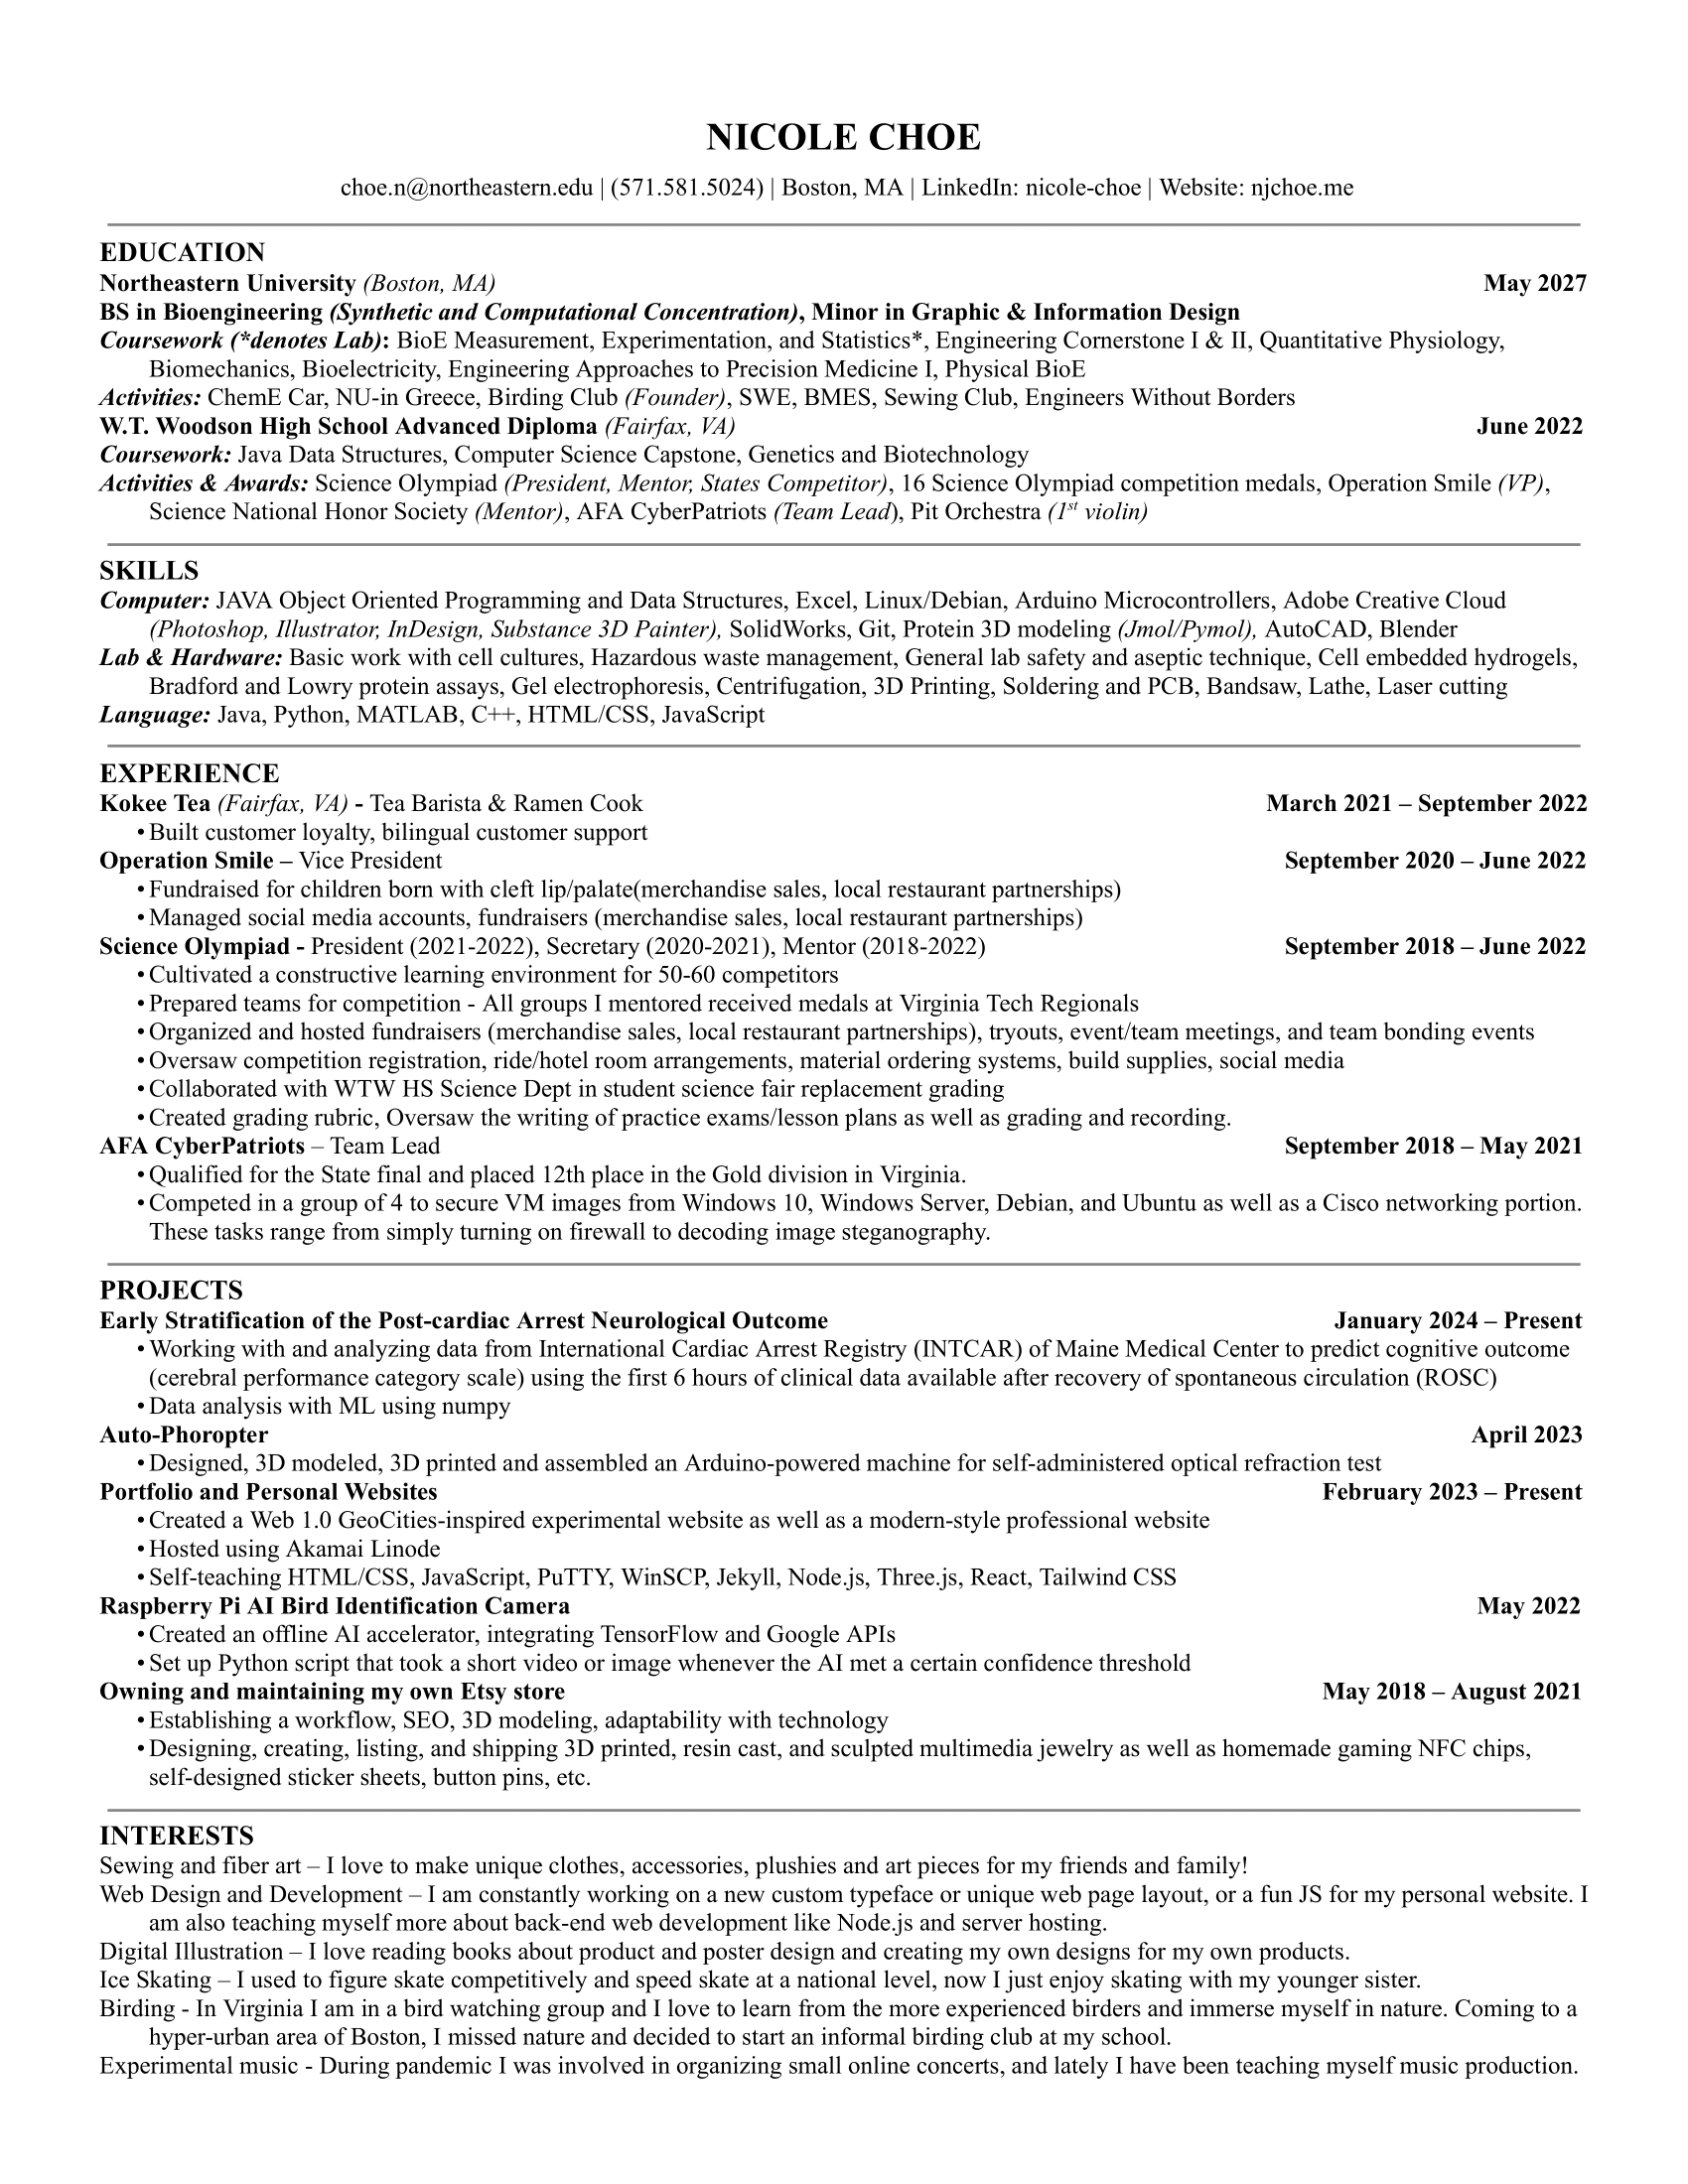 NICOLE CHOE
choe.n@northeastern.edu | (571.581.5024) | Boston, MA | LinkedIn: nicole-choe | Website: njchoe.me
EDUCATION
Northeastern University (Boston, MA) May 2027
BS in Bioengineering (Synthetic and Computational Concentration), Minor in Graphic & Information Design
Coursework (*denotes Lab): BioE Measurement, Experimentation, and Statistics*, Engineering Cornerstone I & II, Quantitative Physiology,
Biomechanics, Bioelectricity, Engineering Approaches to Precision Medicine I, Physical BioE
Activities: ChemE Car, NU-in Greece, Birding Club (Founder), SWE, BMES, Sewing Club, Engineers Without Borders
W.T. Woodson High School Advanced Diploma (Fairfax, VA) June 2022
Coursework: Java Data Structures, Computer Science Capstone, Genetics and Biotechnology
Activities & Awards: Science Olympiad (President, Mentor, States Competitor), 16 Science Olympiad competition medals, Operation Smile (VP),
Science National Honor Society (Mentor), AFA CyberPatriots (Team Lead), Pit Orchestra (1st violin)
SKILLS
Computer: JAVA Object Oriented Programming and Data Structures, Excel, Linux/Debian, Arduino Microcontrollers, Adobe Creative Cloud
(Photoshop, Illustrator, InDesign, Substance 3D Painter), SolidWorks, Git, Protein 3D modeling (Jmol/Pymol), AutoCAD, Blender
Lab & Hardware: Basic work with cell cultures, Hazardous waste management, General lab safety and aseptic technique, Cell embedded hydrogels,
Bradford and Lowry protein assays, Gel electrophoresis, Centrifugation, 3D Printing, Soldering and PCB, Bandsaw, Lathe, Laser cutting
Language: Java, Python, MATLAB, C++, HTML/CSS, JavaScript
EXPERIENCE
Kokee Tea (Fairfax, VA) - Tea Barista & Ramen Cook March 2021 – September 2022
• Built customer loyalty, bilingual customer support
Operation Smile – Vice President September 2020 – June 2022
• Fundraised for children born with cleft lip/palate(merchandise sales, local restaurant partnerships)
• Managed social media accounts, fundraisers (merchandise sales, local restaurant partnerships)
Science Olympiad - President (2021-2022), Secretary (2020-2021), Mentor (2018-2022) September 2018 – June 2022
• Cultivated a constructive learning environment for 50-60 competitors
• Prepared teams for competition - All groups I mentored received medals at Virginia Tech Regionals
• Organized and hosted fundraisers (merchandise sales, local restaurant partnerships), tryouts, event/team meetings, and team bonding events
• Oversaw competition registration, ride/hotel room arrangements, material ordering systems, build supplies, social media
• Collaborated with WTW HS Science Dept in student science fair replacement grading
• Created grading rubric, Oversaw the writing of practice exams/lesson plans as well as grading and recording.
AFA CyberPatriots – Team Lead September 2018 – May 2021
• Qualified for the State final and placed 12th place in the Gold division in Virginia.
• Competed in a group of 4 to secure VM images from Windows 10, Windows Server, Debian, and Ubuntu as well as a Cisco networking portion.
These tasks range from simply turning on firewall to decoding image steganography.
PROJECTS
Early Stratification of the Post-cardiac Arrest Neurological Outcome January 2024 – Present
• Working with and analyzing data from International Cardiac Arrest Registry (INTCAR) of Maine Medical Center to predict cognitive outcome
(cerebral performance category scale) using the first 6 hours of clinical data available after recovery of spontaneous circulation (ROSC)
• Data analysis with ML using numpy
Auto-Phoropter April 2023
• Designed, 3D modeled, 3D printed and assembled an Arduino-powered machine for self-administered optical refraction test
Portfolio and Personal Websites February 2023 – Present
• Created a Web 1.0 GeoCities-inspired experimental website as well as a modern-style professional website
• Hosted using Akamai Linode
• Self-teaching HTML/CSS, JavaScript, PuTTY, WinSCP, Jekyll, Node.js, Three.js, React, Tailwind CSS
Raspberry Pi AI Bird Identification Camera May 2022
• Created an offline AI accelerator, integrating TensorFlow and Google APIs
• Set up Python script that took a short video or image whenever the AI met a certain confidence threshold
Owning and maintaining my own Etsy store May 2018 – August 2021
• Establishing a workflow, SEO, 3D modeling, adaptability with technology
• Designing, creating, listing, and shipping 3D printed, resin cast, and sculpted multimedia jewelry as well as homemade gaming NFC chips,
self-designed sticker sheets, button pins, etc.
INTERESTS
Sewing and fiber art – I love to make unique clothes, accessories, plushies and art pieces for my friends and family!
Web Design and Development – I am constantly working on a new custom typeface or unique web page layout, or a fun JS for my personal website. I
am also teaching myself more about back-end web development like Node.js and server hosting.
Digital Illustration – I love reading books about product and poster design and creating my own designs for my own products.
Ice Skating – I used to figure skate competitively and speed skate at a national level, now I just enjoy skating with my younger sister.
Birding - In Virginia I am in a bird watching group and I love to learn from the more experienced birders and immerse myself in nature. Coming to a
hyper-urban area of Boston, I missed nature and decided to start an informal birding club at my school.
Experimental music - During pandemic I was involved in organizing small online concerts, and lately I have been teaching myself music production.